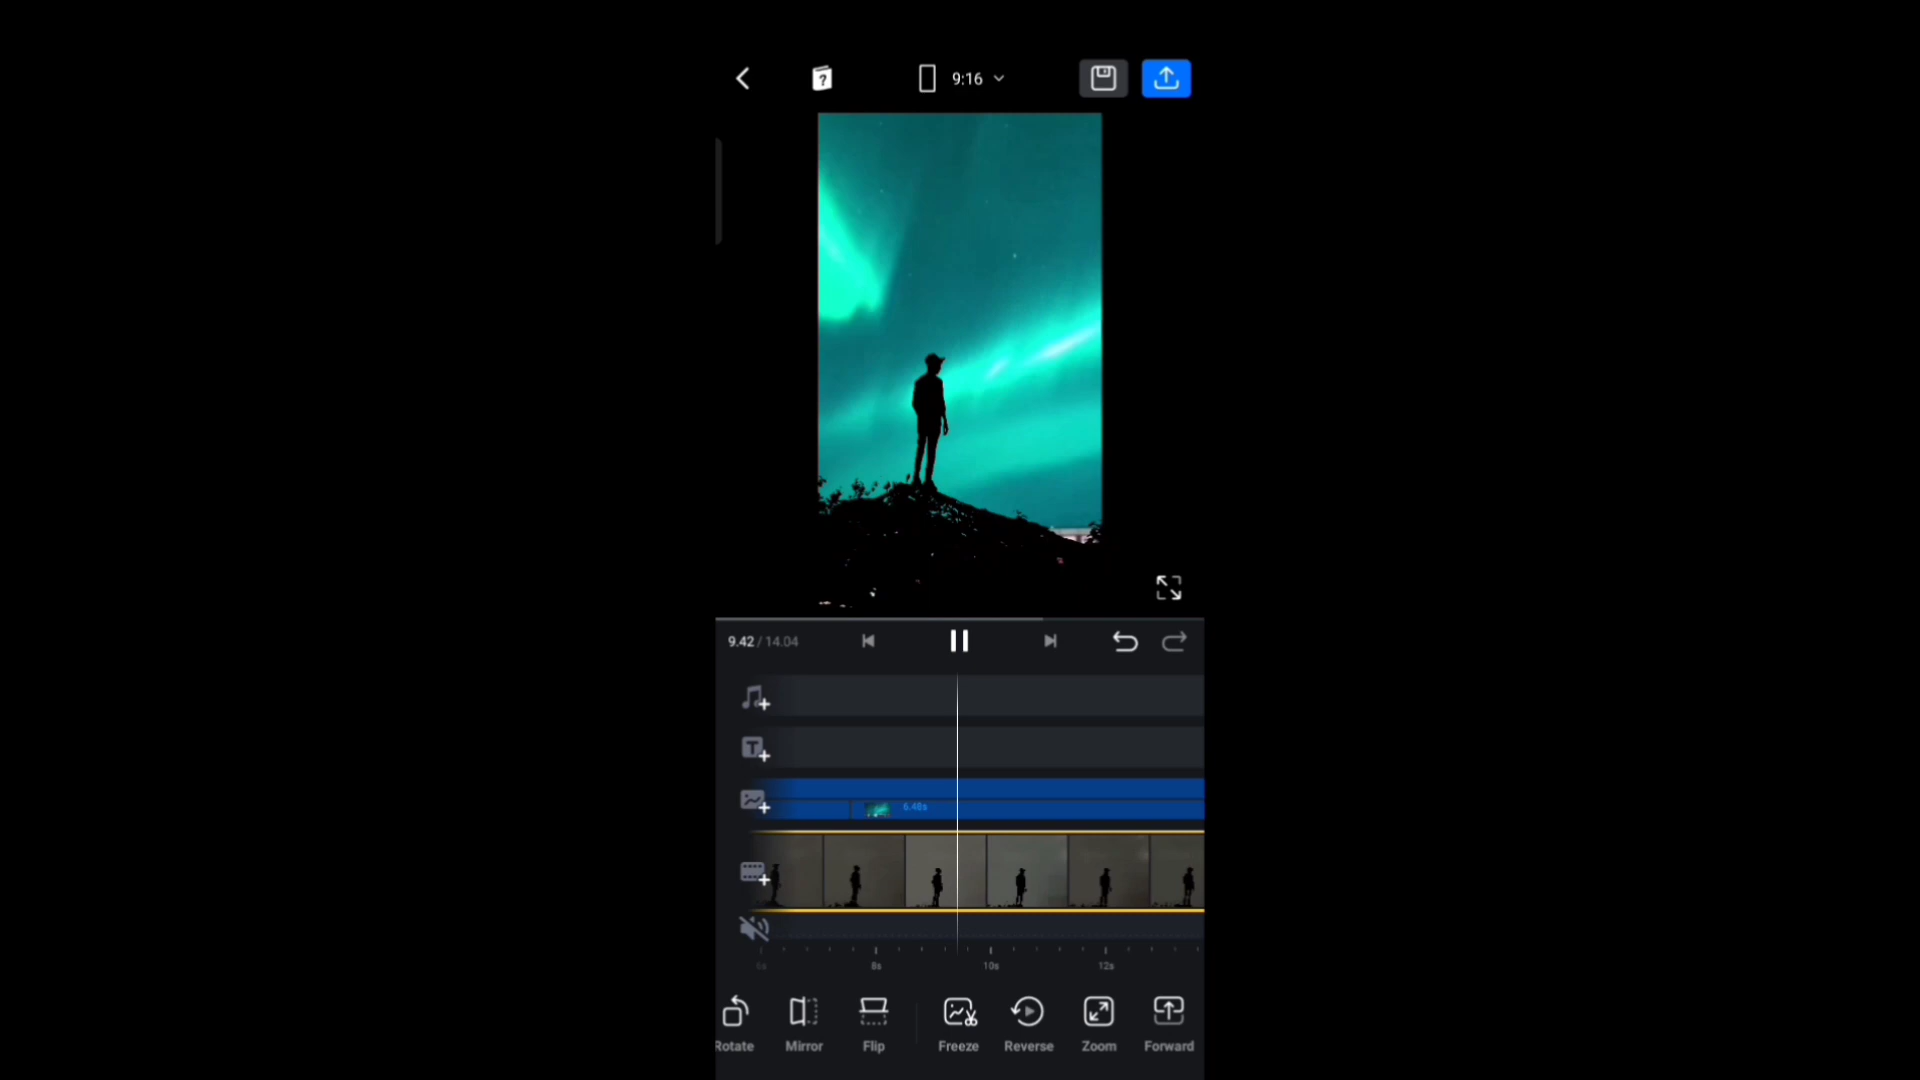 9:16
9.42 / 14.04
6.48s
6s 8s 10s 12s
Rotate Mirror Flip Freeze Reverse Zoom Forward